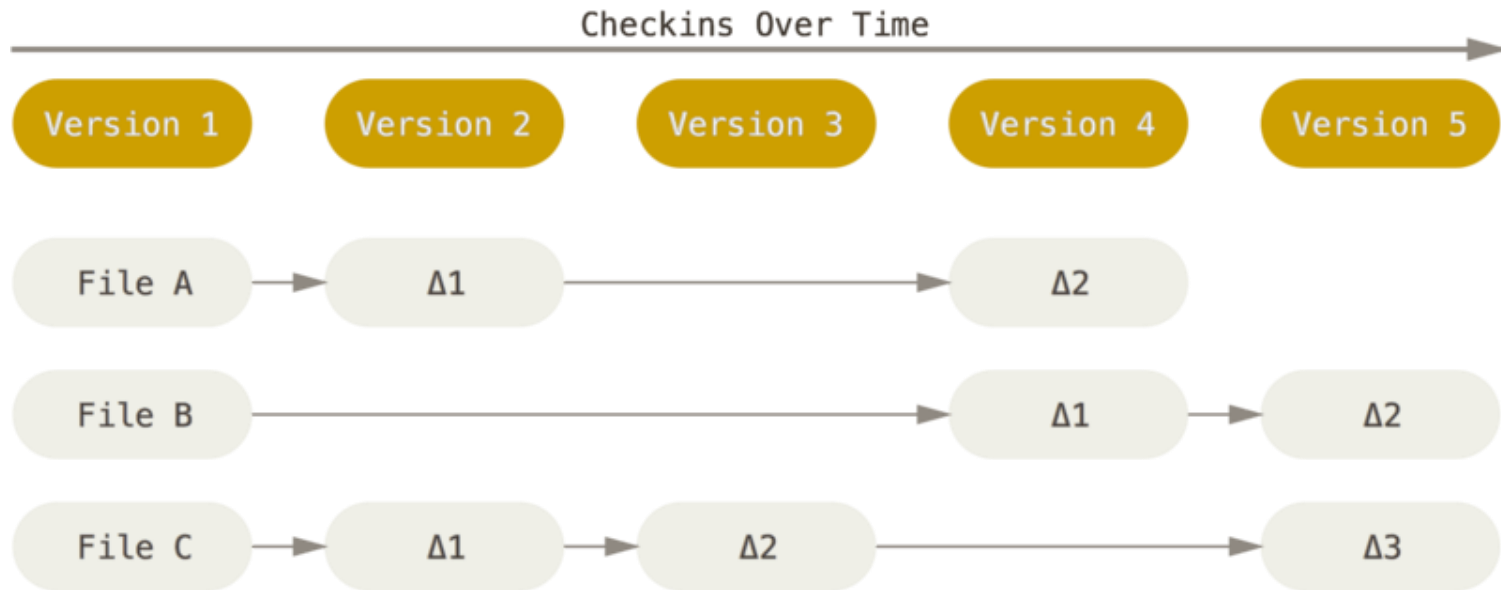 Checkins Over Time
Version 1 Version 2 Version 3 Version 4 Version 5
File A Δ1 Δ2
File B Δ1 Δ2
File C Δ1 Δ2 Δ3